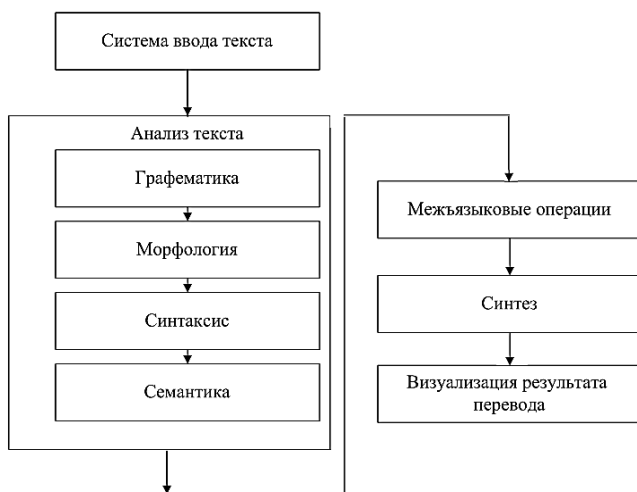 Система ввода текста
Анализ текста
Графематика
Морфология
Синтаксис
Семантика
Межъязыковые операции
Синтез
Визуализация результата
перевода